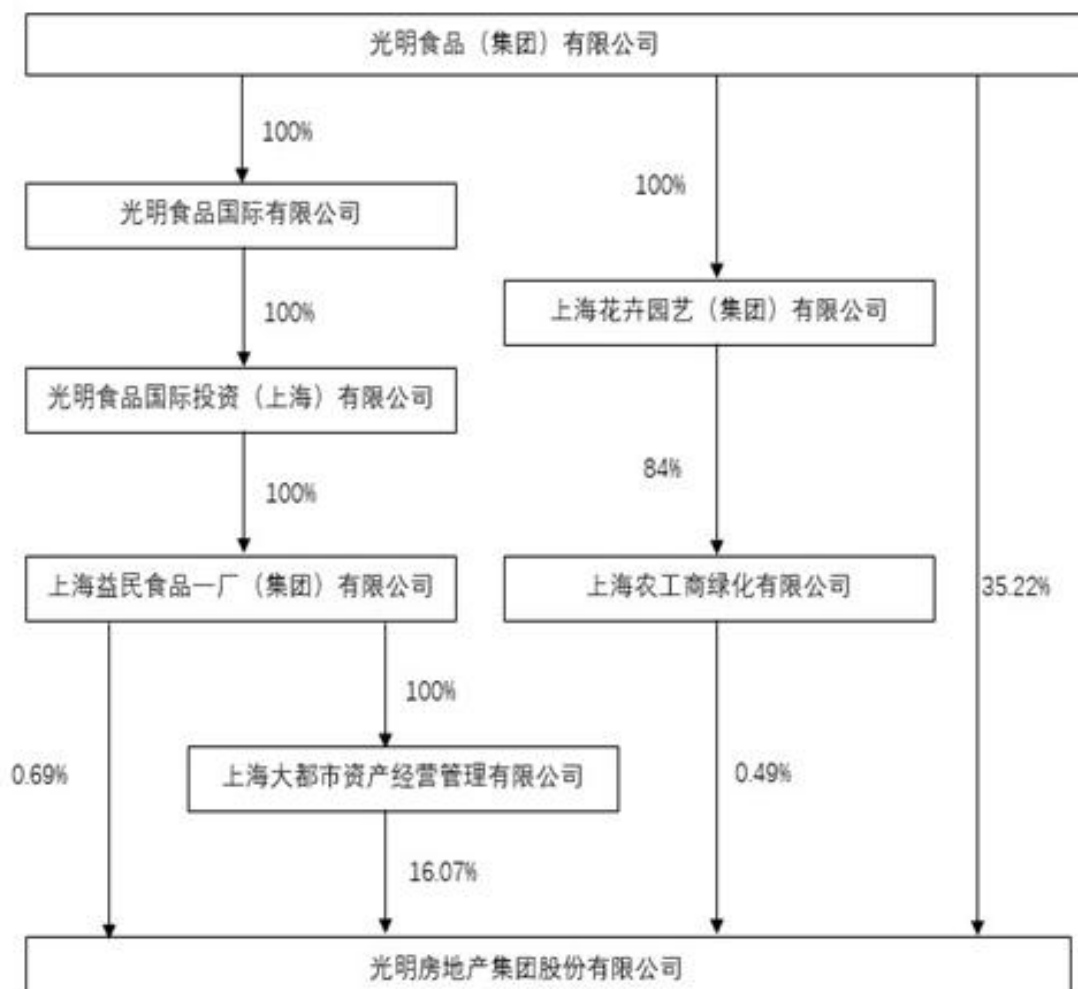 光明食品（集团）有限公司
100%
100%
光明食品国际有限公司
上海花卉园艺（集团）有限公司
100%
光明食品国际投资（上海）有限公司
84%
100%
上海益民食品一厂（集团）有限公司
上海农工商绿化有限公司
35.22%
100%
0.69%
上海大都市资产经营管理有限公司
0.49%
16.07%
光明房地产集团股份有限公司